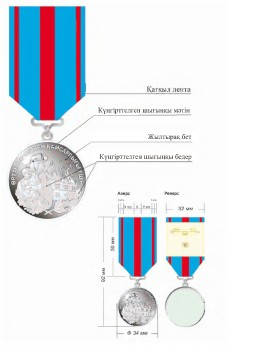 Қатқыл лента
Күңгірттелген шығыңқы мәтін
Жылтырақ бет
Күңгірттелген шығыңқы бедер
Аверс
Реверс
32 мм
50 мм
92 мм
Ф 34 мм